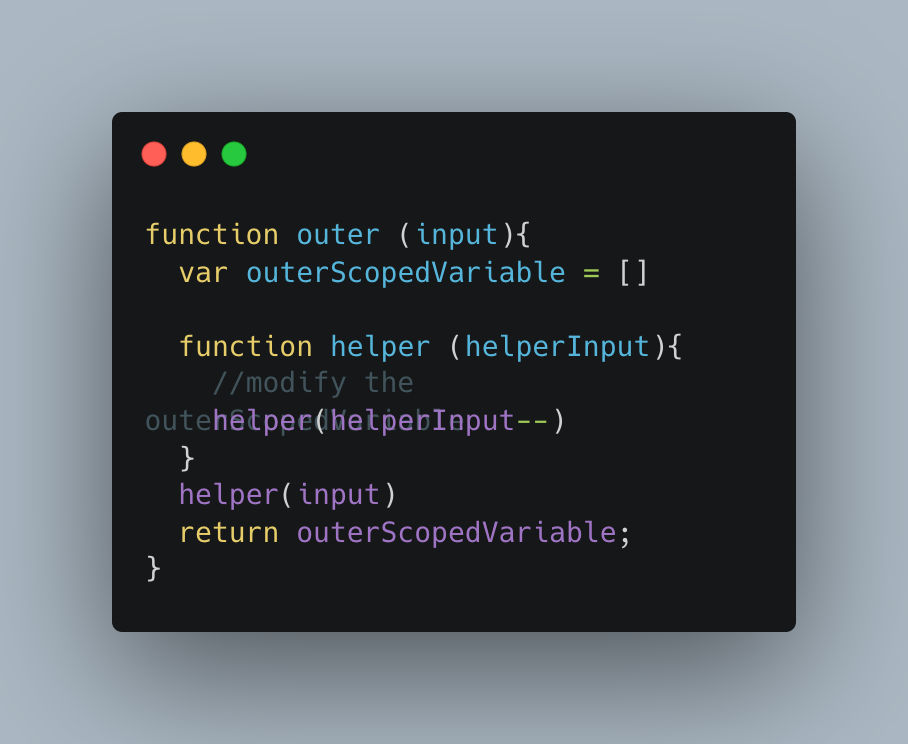 function outer (input){
var outerScopedVariable = []
function helper (helperInput){
//modify the
outerScopedVariable
helper(helperInput--)
}
helper(input)
return outerScopedVariable;
}